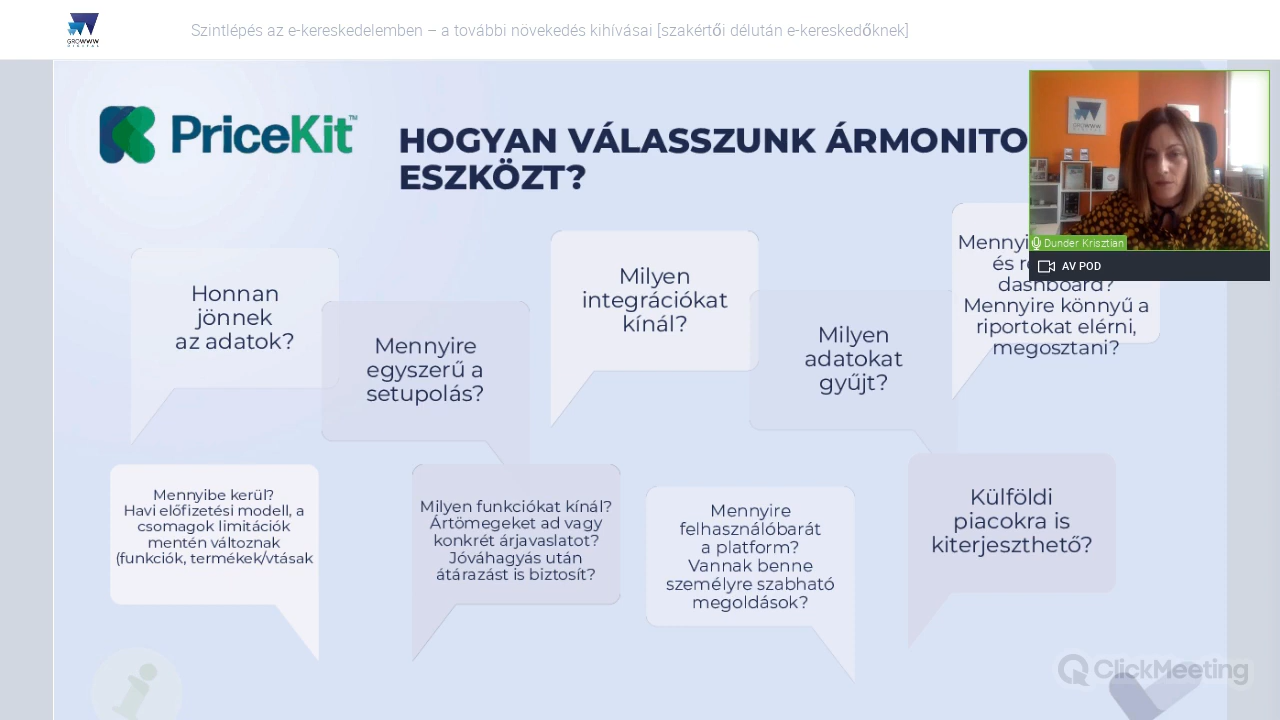 Szintlépés az e-kereskedelemben – a további növekedés kihívásai [szakértői délután e-kereskedőknek]
GROWWW
DIGITAL
PriceKit™
HOGYAN VÁLASSZUNK ÁRMONITO
ESZKÖZT?
Dunder Krisztian
AV POD
Honnan
jönnek
az adatok?
Mennyire
egyszerű a
setupolás?
Milyen
integrációkat
kínál?
Milyen
adatokat
gyűjt?
és
dashboard?
Mennyire könnyű a
riportokat elérni,
megosztani?
Mennyibe kerül?
Havi előfizetési modell, a
csomagok limitációk
mentén változnak
(funkciók, termékek/vtásak
Milyen funkciókat kínál?
Ártömegeket ad vagy
konkrét árjavaslatot?
Jóváhagyás után
átárazást is biztosít?
Mennyire
felhasználóbarát
a platform?
Vannak benne
személyre szabható
megoldások?
Külföldi
piacokra is
kiterjeszthető?
ClickMeeting